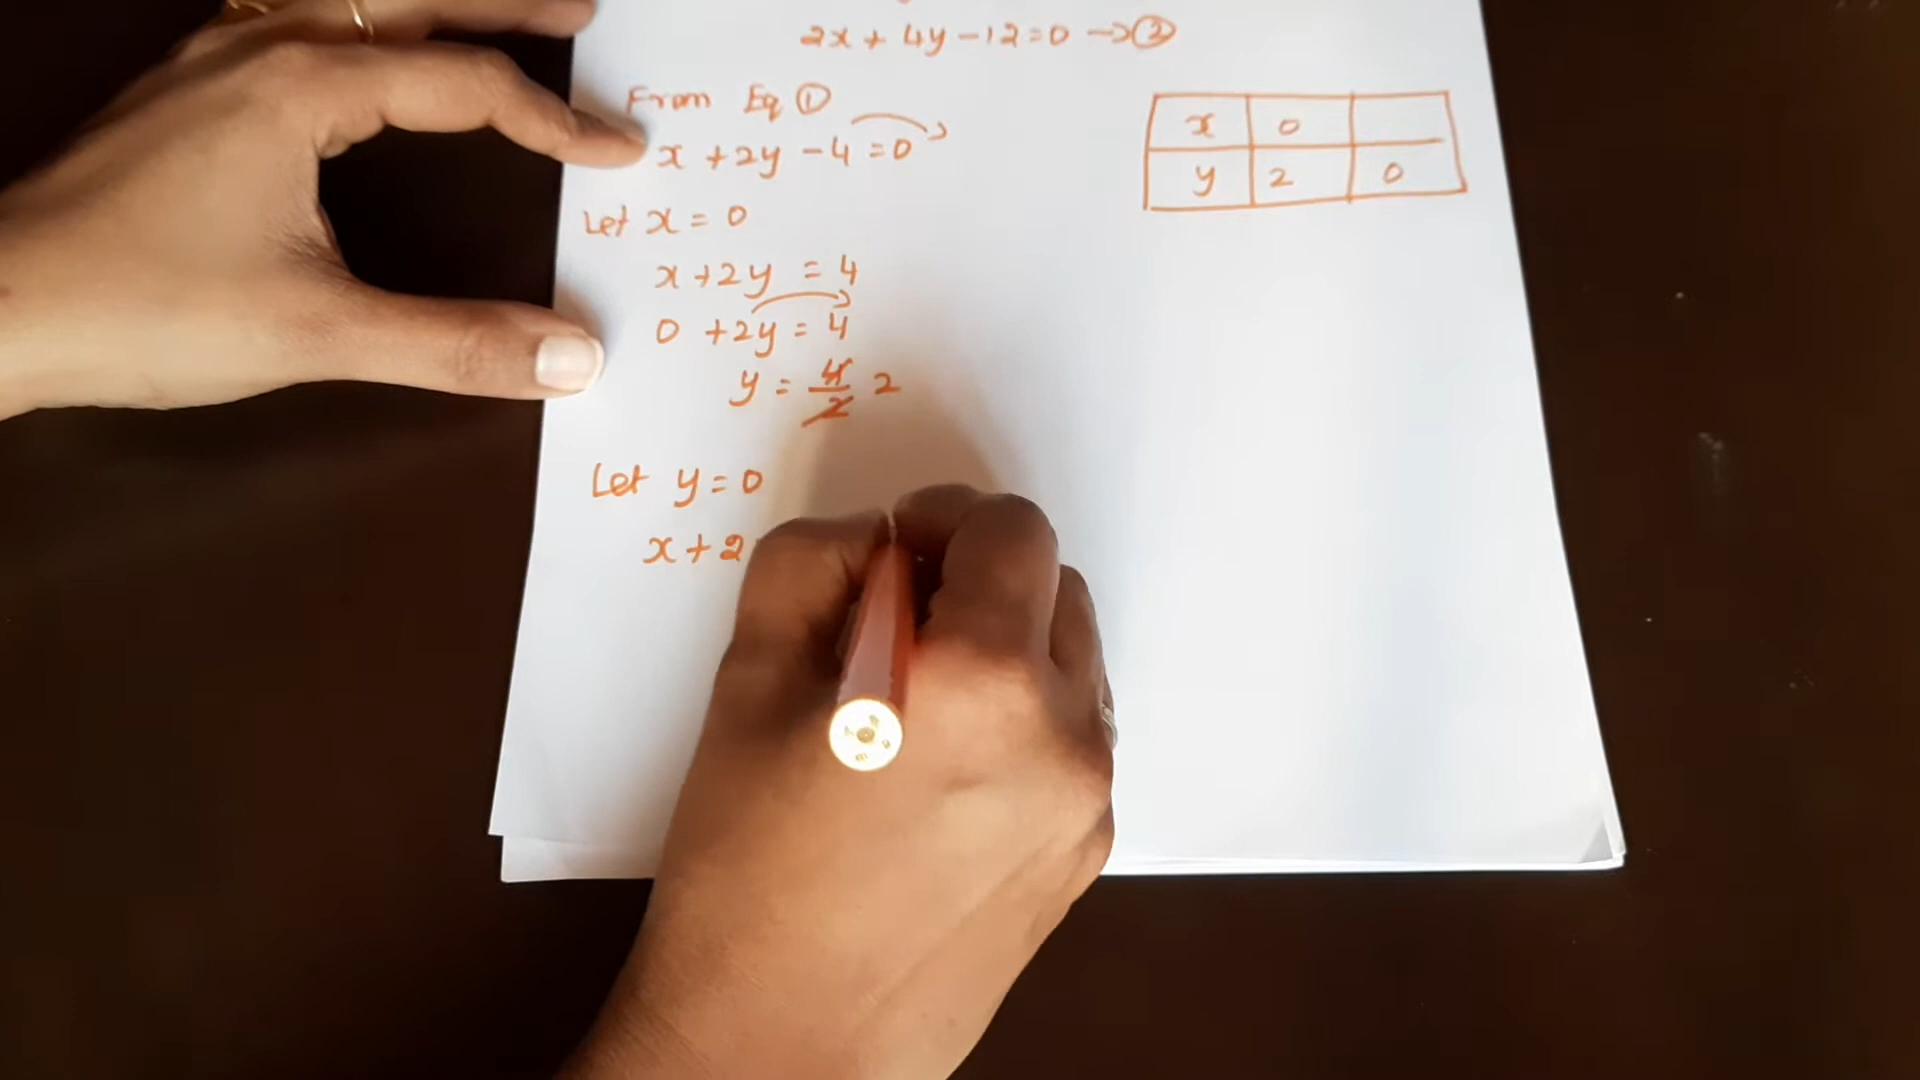 2x + 4y - 12 = 0 → ②
From Eq ①
x + 2y - 4 = 0
Let x = 0
x + 2y = 4
0 + 2y = 4
y = 4/2 2
Let y = 0
x + 2
x 0
y 2 0